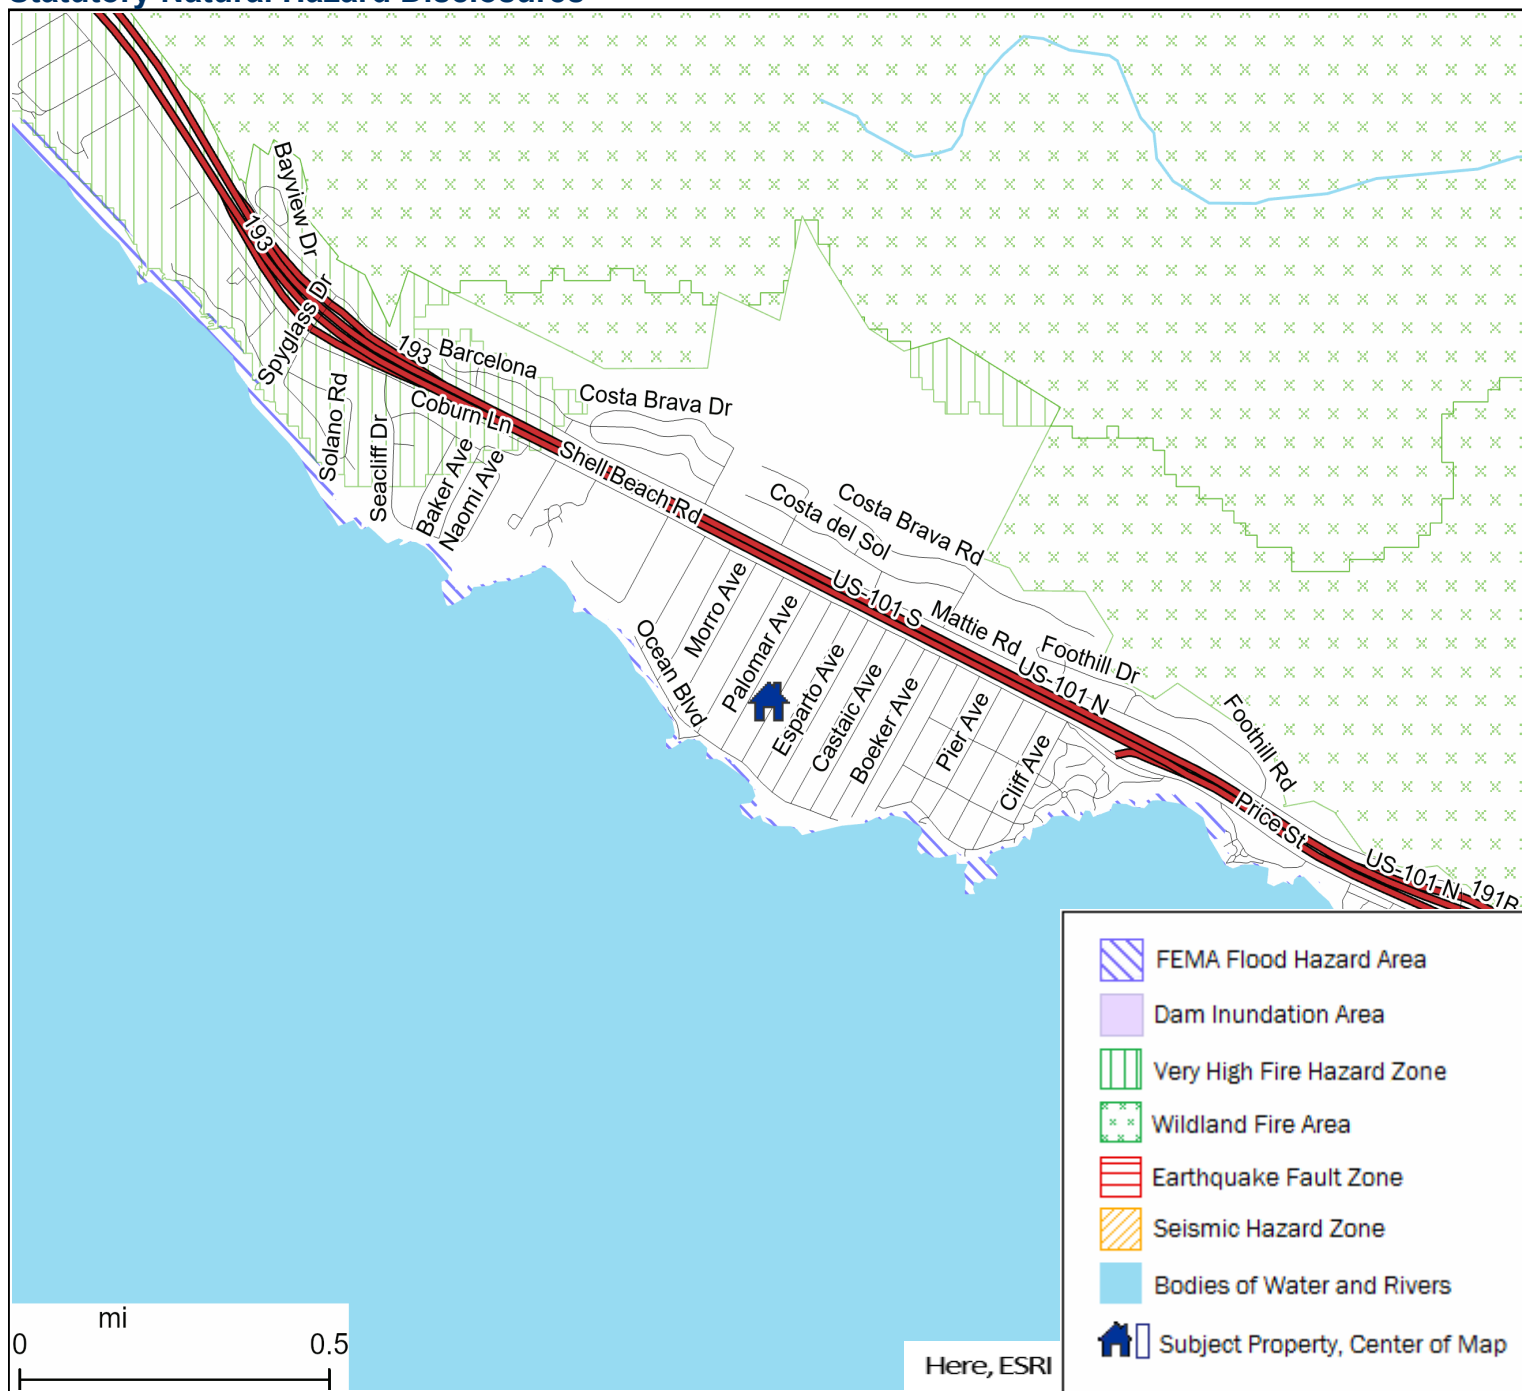 Statutory Natural Hazard Disclosures
Bayview Dr
193
Spyglass Dr
193
Barcelona
Costa Brava Dr
Solano Rd
Seacliff Dr
Coburn Ln
Baker Ave
Naomi Ave
Shell Beach Rd
Costa del Sol
Costa Brava Rd
Morro Ave
US-101 S
Palomar Ave
Mattie Rd
Foothill Dr
Ocean Blvd
Esparto Ave
Castaic Ave
Boeker Ave
US-101 N
Pier Ave
Cliff Ave
Foothill Rd
Price St
US-101 N
191B
FEMA Flood Hazard Area
Dam Inundation Area
Very High Fire Hazard Zone
Wildland Fire Area
Earthquake Fault Zone
Seismic Hazard Zone
Bodies of Water and Rivers
Subject Property, Center of Map
mi
0 0.5
Here, ESRI